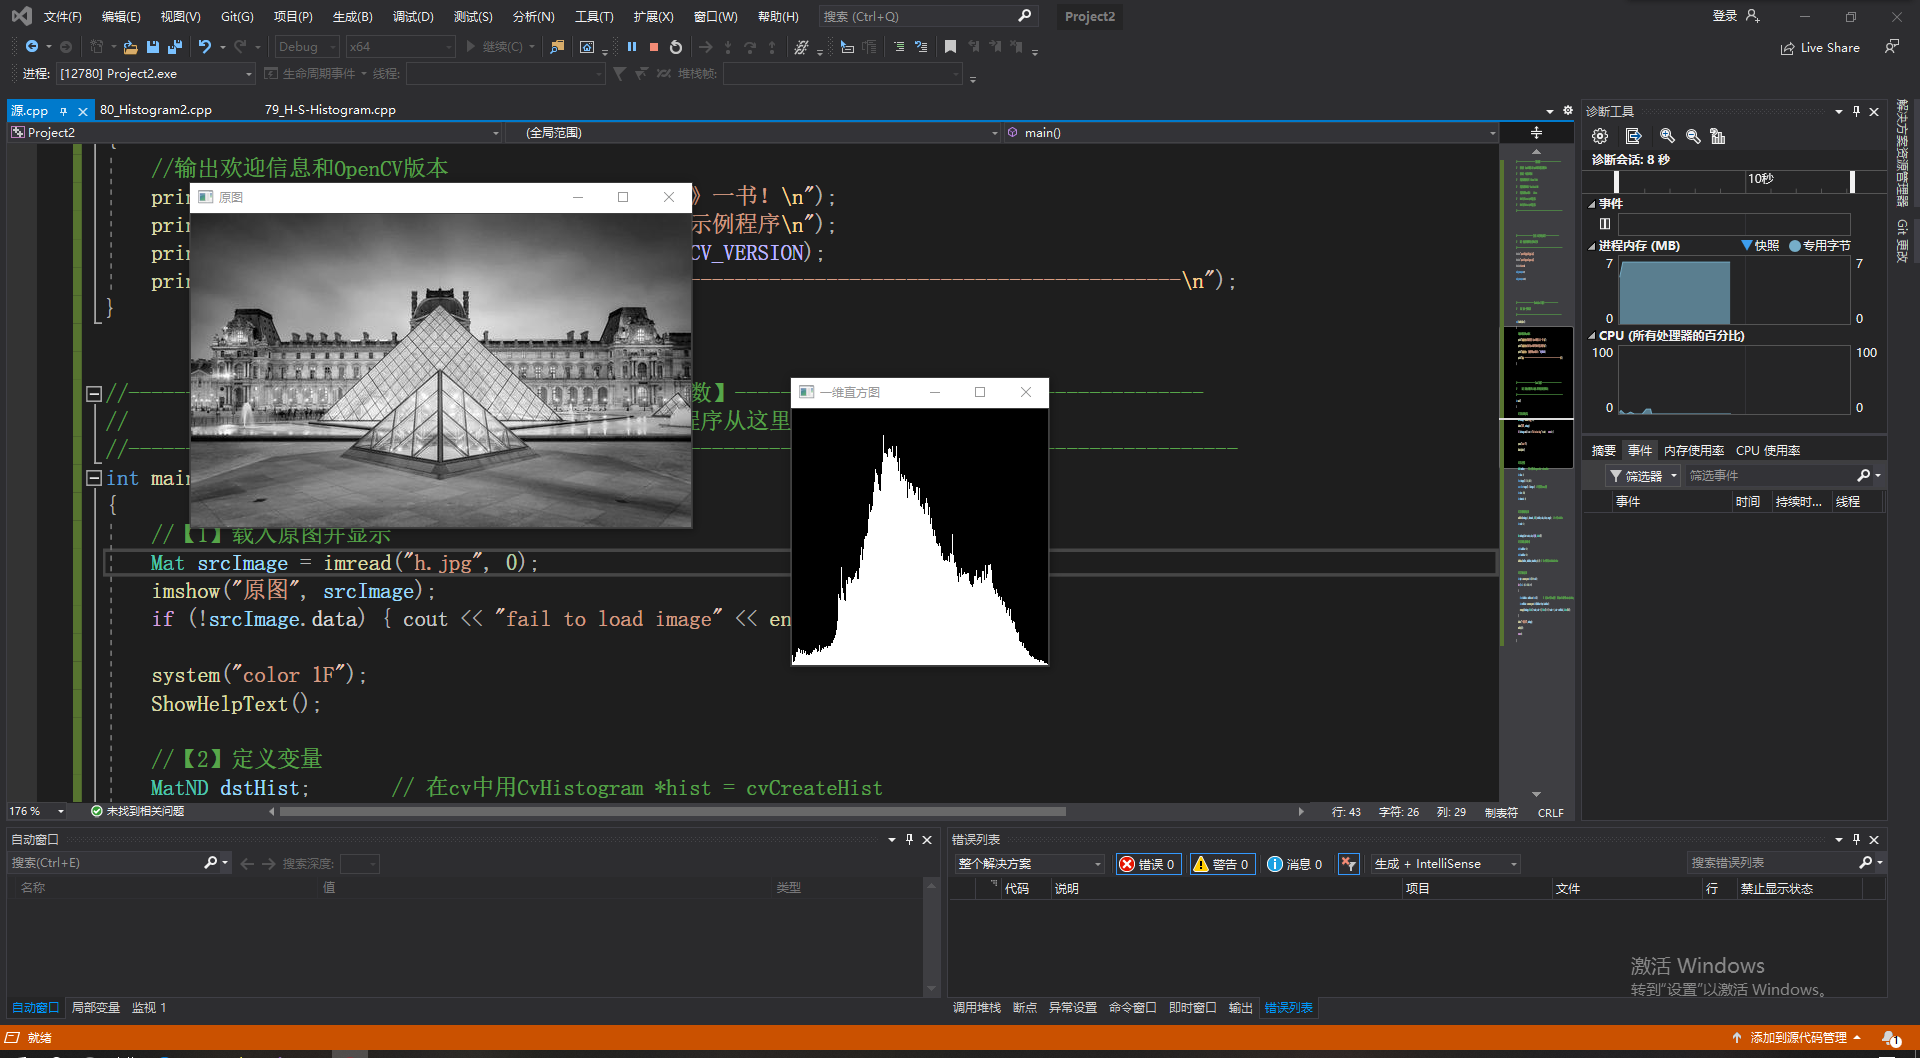 文件(F) 编辑(E) 视图(V) Git(G) 项目(P) 生成(B) 调试(D) 测试(S) 分析(N) 工具(T) 扩展(X) 窗口(W) 帮助(H) 搜索 (Ctrl+Q) Project2 登录
Debug x64 继续(C) Live Share
进程: [12780] Project2.exe 生命周期事件 线程: 堆栈帧:
源.cpp 80_Histogram2.cpp 79_H-S-Histogram.cpp
Project2 (全局范围) main()
//输出欢迎信息和OpenCV版本
prin 》一书! \n");
prin 示例程序\n");
prin CV_VERSION);
prin \n");
}
原图
//---- 数】----
// 程序从这里
//----
一维直方图
int main
{
//【1】载入原图并显示
Mat srcImage = imread("h.jpg", 0);
imshow("原图", srcImage);
if (!srcImage.data) { cout << "fail to load image" << en
system("color 1F");
ShowHelpText();
//【2】定义变量
MatND dstHist; // 在cv中用CvHistogram *hist = cvCreateHist
176 % 未找到相关问题 行: 43 字符: 26 列: 29 制表符 CRLF
诊断工具
诊断会话: 8 秒
10秒
事件
进程内存 (MB) 快照 专用字节
7 7
0 0
CPU (所有处理器的百分比)
100 100
0 0
摘要 事件 内存使用率 CPU 使用率
筛选器 筛选事件
事件 时间 持续时... 线程
解决方案资源管理器
Git 更改
自动窗口
搜索(Ctrl+E) 搜索深度:
名称 值 类型
自动窗口 局部变量 监视 1
错误列表
整个解决方案 错误 0 警告 0 消息 0 生成 + IntelliSense 搜索错误列表
代码 说明 项目 文件 行 禁止显示状态
激活 Windows
转到"设置"以激活 Windows。
调用堆栈 断点 异常设置 命令窗口 即时窗口 输出 错误列表
就绪 添加到源代码管理 1